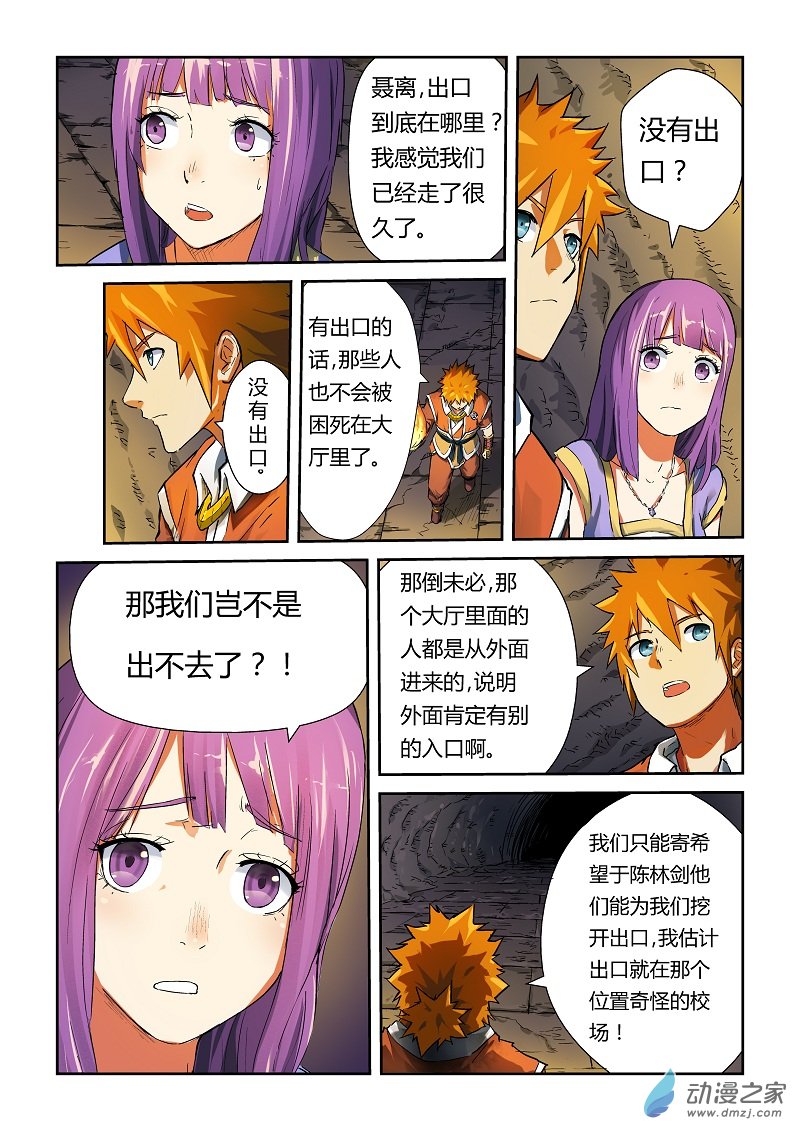 聂离,出口
到底在哪里？
我感觉我们
已经走了很
久了。
没有出
口？
没有出口。
有出口的
话,那些人
也不会被
困死在大
厅里了。
那我们岂不是
出不去了？！
那倒未必,那
个大厅里面的
人都是从外面
进来的,说明
外面肯定有别
的入口啊。
我们只能寄希
望于陈林剑他
们能为我们挖
开出口,我估计
出口就在那个
位置奇怪的校
场！
动漫之家
www.dmzj.com